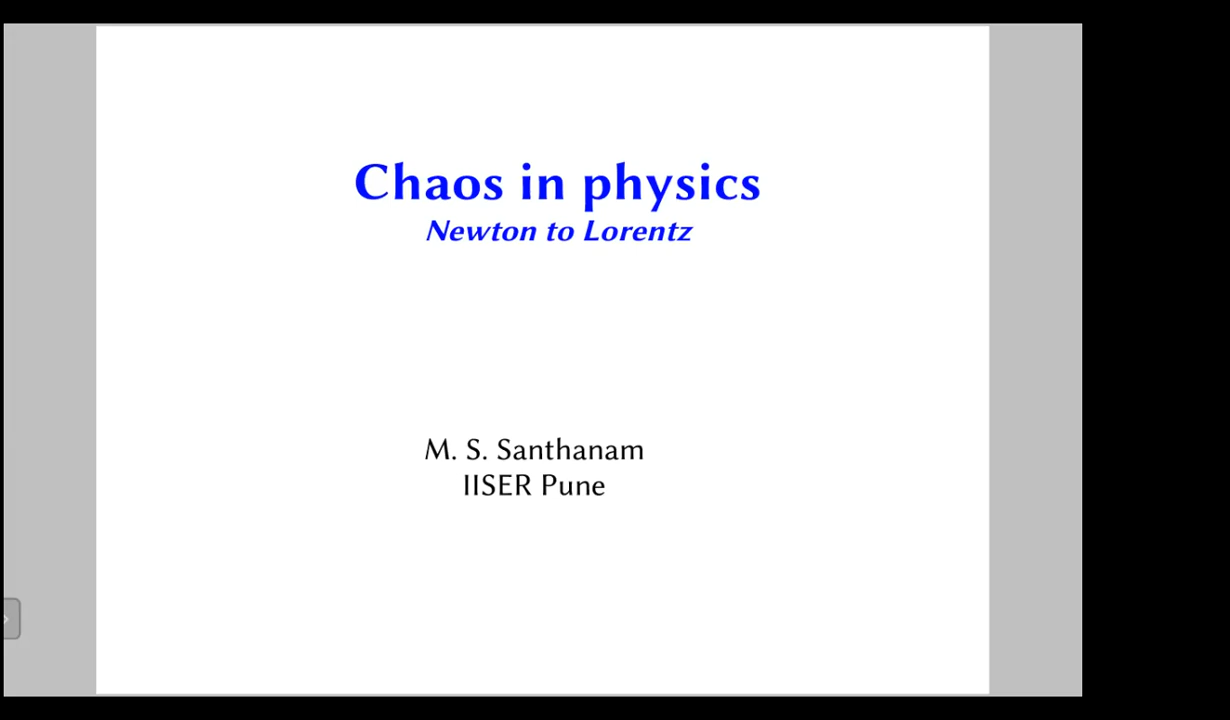 Chaos in physics
Newton to Lorentz
M. S. Santhanam
IISER Pune